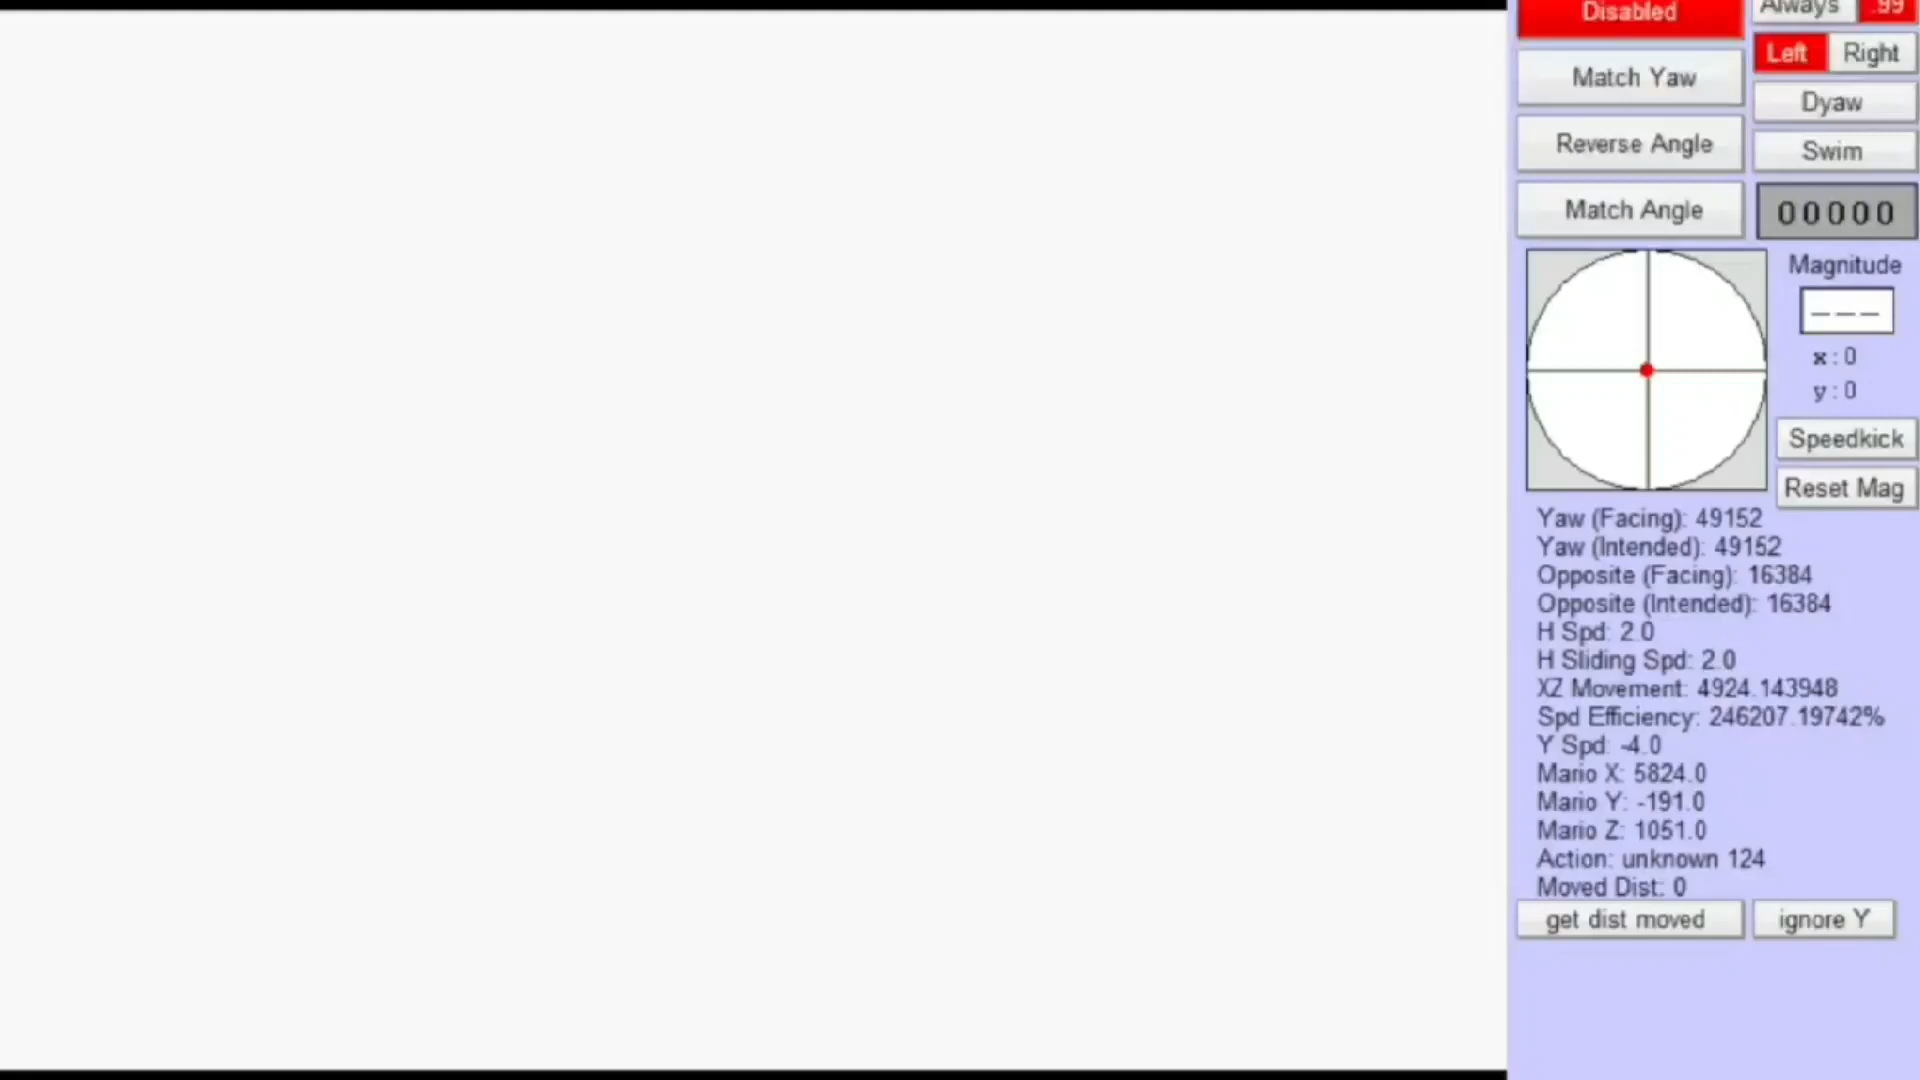 Disabled
Always .99
Left Right
Match Yaw
Dyaw
Reverse Angle
Swim
Match Angle
00000
Magnitude
---
x : 0
y : 0
Speedkick
Reset Mag
Yaw (Facing): 49152
Yaw (Intended): 49152
Opposite (Facing): 16384
Opposite (Intended): 16384
H Spd: 2.0
H Sliding Spd: 2.0
XZ Movement: 4924.143948
Spd Efficiency: 246207.19742%
Y Spd: -4.0
Mario X: 5824.0
Mario Y: -191.0
Mario Z: 1051.0
Action: unknown 124
Moved Dist: 0
get dist moved
ignore Y